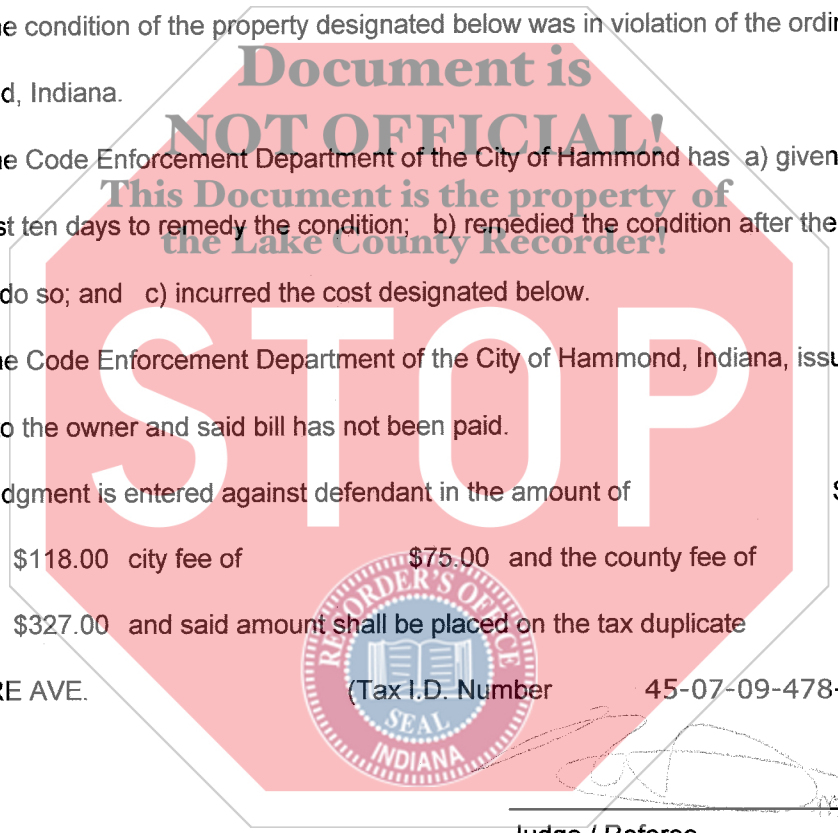 e condition of the property designated below was in violation of the ordi
Document is
d, Indiana.
NOT OFFICIAL!
e Code Enforcement Department of the City of Hammond has a) given
This Document is the property of
st ten days to remedy the condition; b) remedied the condition after the
the Lake County Recorder!
do so; and c) incurred the cost designated below.
STOP
e Code Enforcement Department of the City of Hammond, Indiana, issu
o the owner and said bill has not been paid.
dgment is entered against defendant in the amount of $
$118.00 city fee of $75.00 and the county fee of
RECORDER'S OFFICE
$327.00 and said amount shall be placed on the tax duplicate
RE AVE. (Tax I.D. Number 45-07-09-478-
SEAL
INDIANA
Judge / Referee